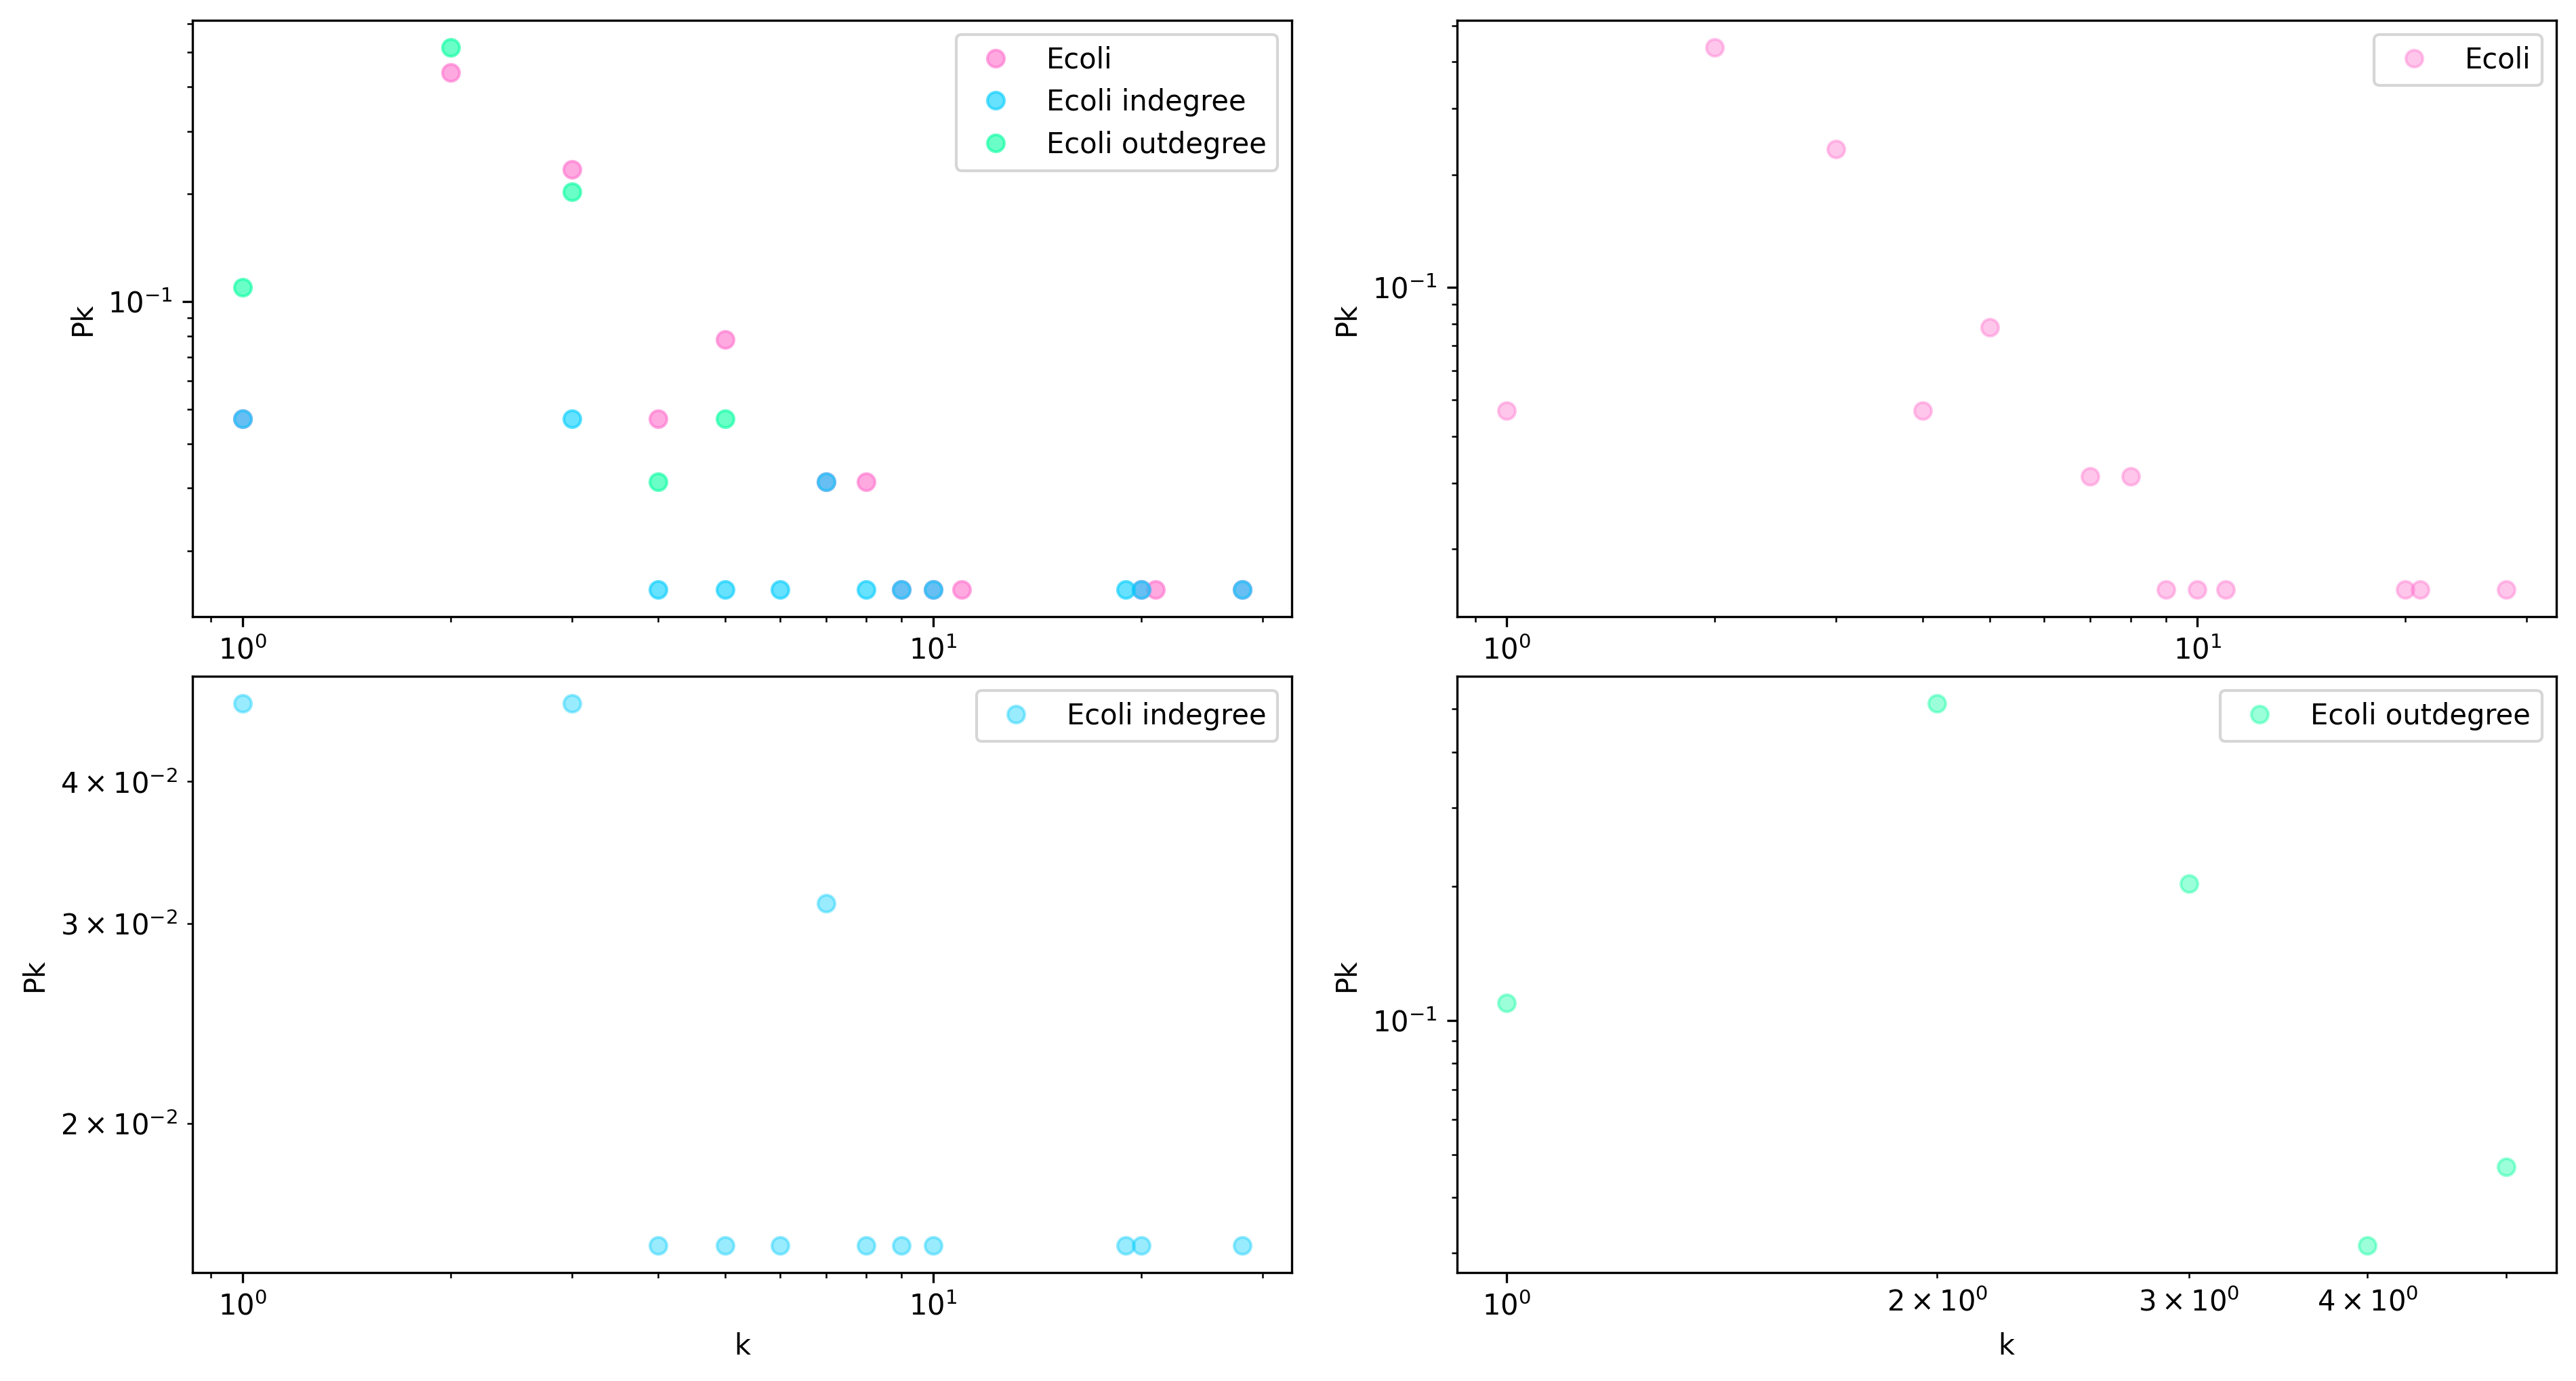 Ecoli
Ecoli indegree
Ecoli outdegree
Pk
10⁻¹
10⁰
10¹
Ecoli
Pk
10⁻¹
10⁰
10¹
Ecoli indegree
Pk
4 × 10⁻²
3 × 10⁻²
2 × 10⁻²
10⁰
10¹
k
Ecoli outdegree
Pk
10⁻¹
10⁰
2 × 10⁰
3 × 10⁰
4 × 10⁰
k